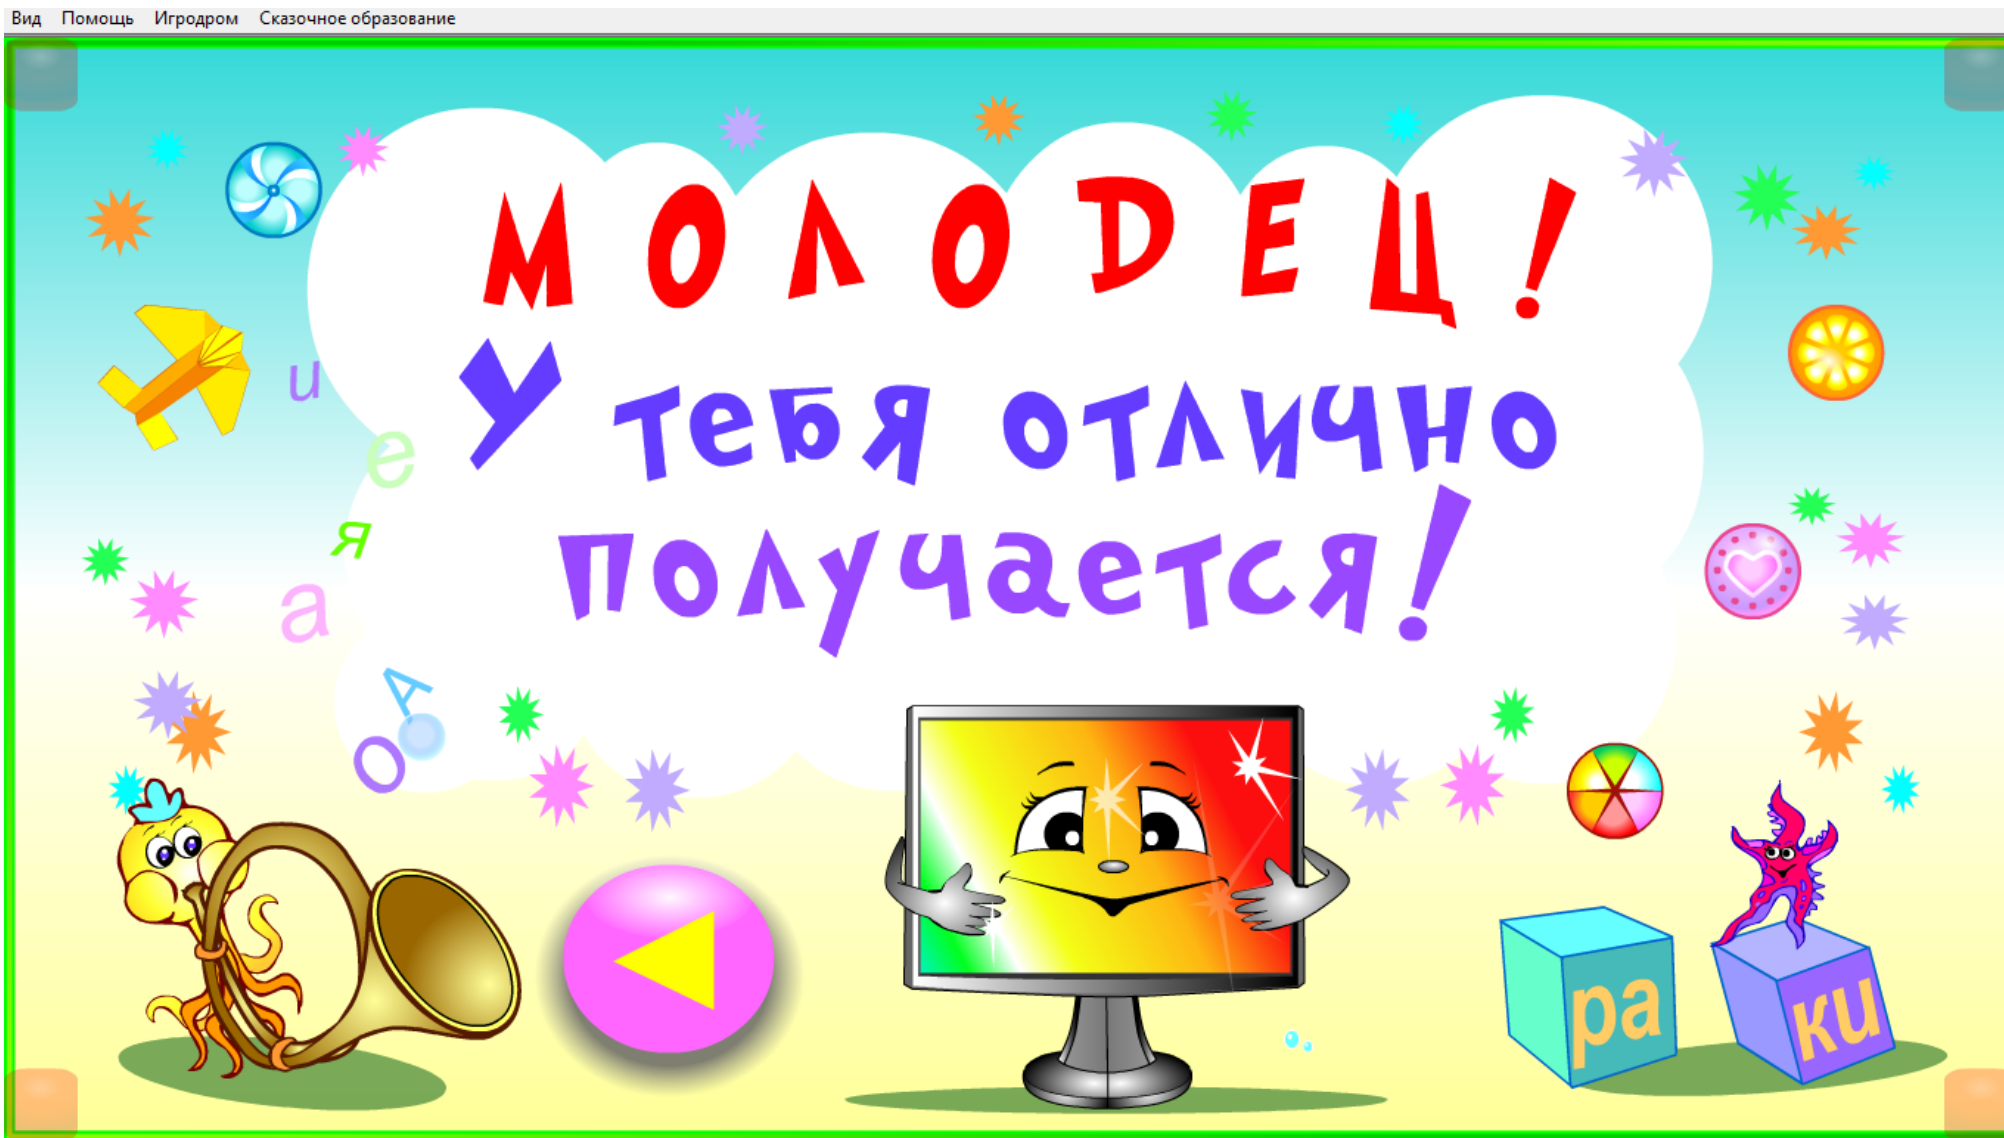 Вид Помощь Игродром Сказочное образование
МОЛОДЕЦ!
У тебя отлично
получается!
и
е
я
а
А
О
ра
ки